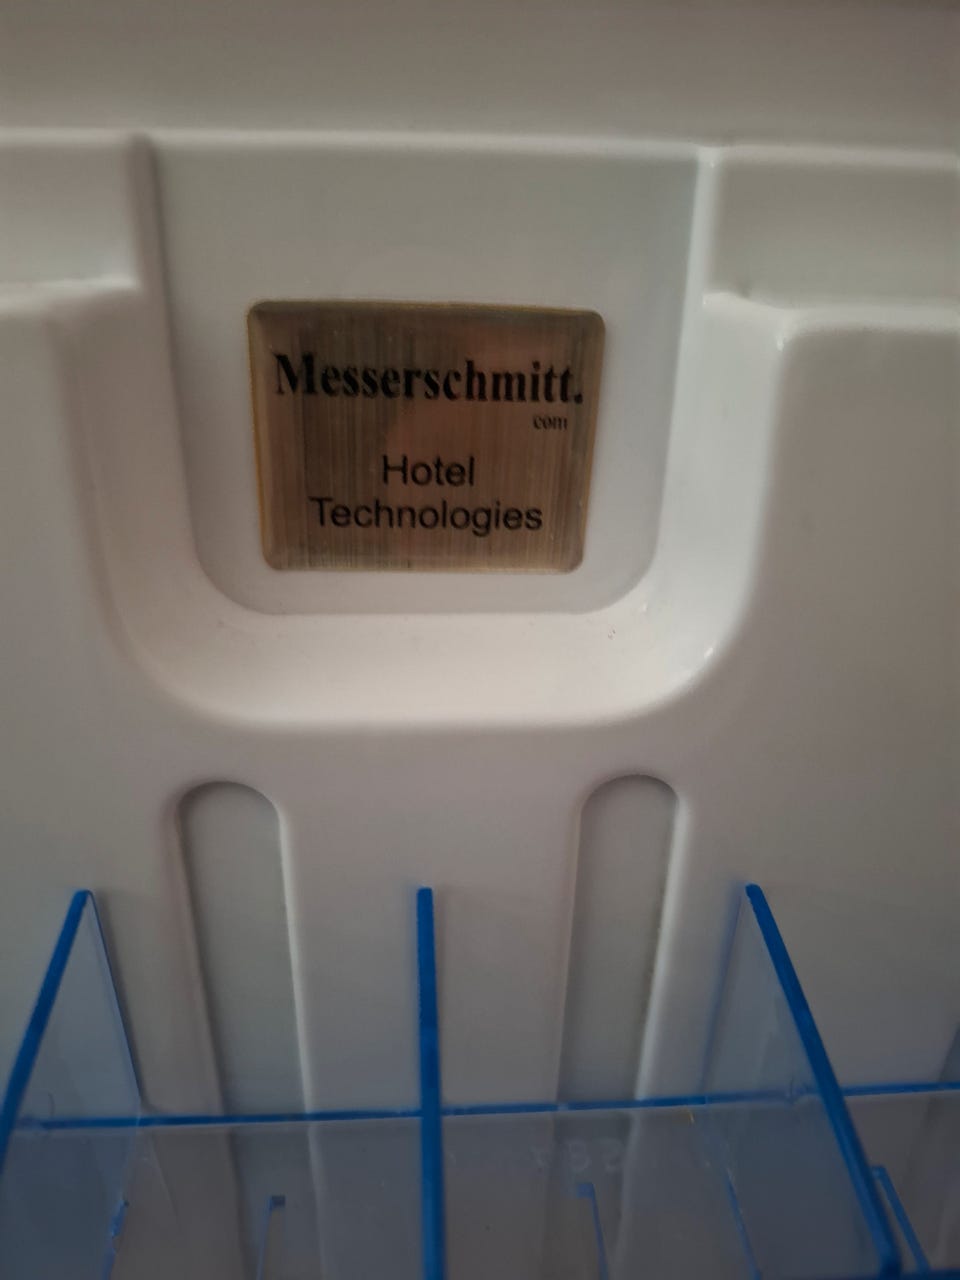 Messerschmitt.
com
Hotel
Technologies